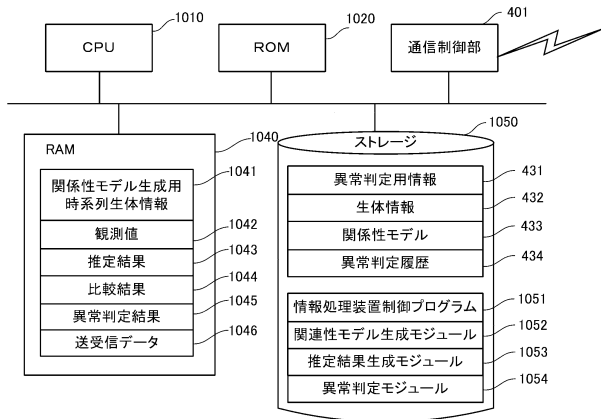 CPU
1010
ROM
1020
通信制御部
401
RAM
1040
関係性モデル生成用
時系列生体情報
1041
観測値
1042
推定結果
1043
比較結果
1044
異常判定結果
1045
送受信データ
1046
ストレージ
1050
異常判定用情報
431
生体情報
432
関係性モデル
433
異常判定履歴
434
情報処理装置制御プログラム
1051
関連性モデル生成モジュール
1052
推定結果生成モジュール
1053
異常判定モジュール
1054